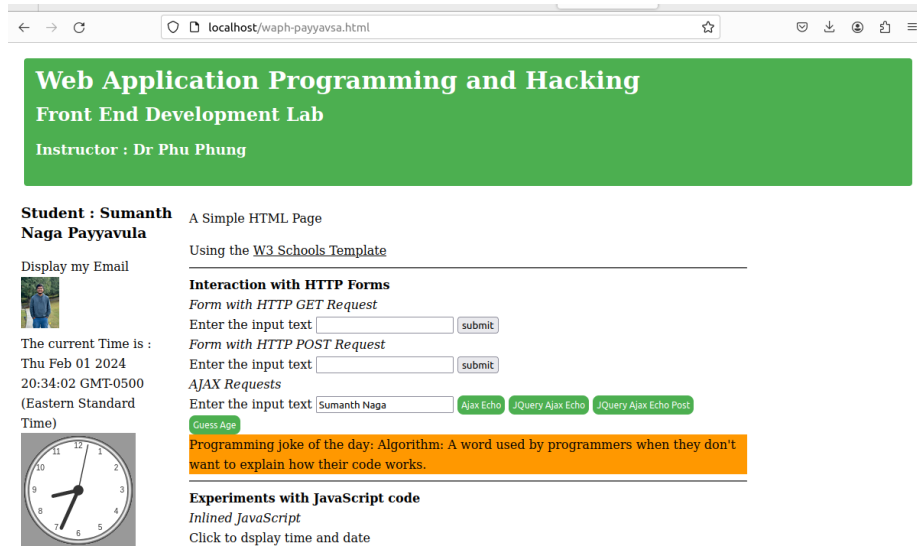 localhost/waph-payyavsa.html
Web Application Programming and Hacking
Front End Development Lab
Instructor : Dr Phu Phung
Student : Sumanth
Naga Payyavula
Display my Email
The current Time is :
Thu Feb 01 2024
20:34:02 GMT-0500
(Eastern Standard
Time)
12
1
2
3
4
5
6
7
8
9
10
11
A Simple HTML Page
Using the W3 Schools Template
Interaction with HTTP Forms
Form with HTTP GET Request
Enter the input text submit
Form with HTTP POST Request
Enter the input text submit
AJAX Requests
Enter the input text Sumanth Naga Ajax Echo JQuery Ajax Echo JQuery Ajax Echo Post
Guess Age
Programming joke of the day: Algorithm: A word used by programmers when they don't
want to explain how their code works.
Experiments with JavaScript code
Inlined JavaScript
Click to dsplay time and date